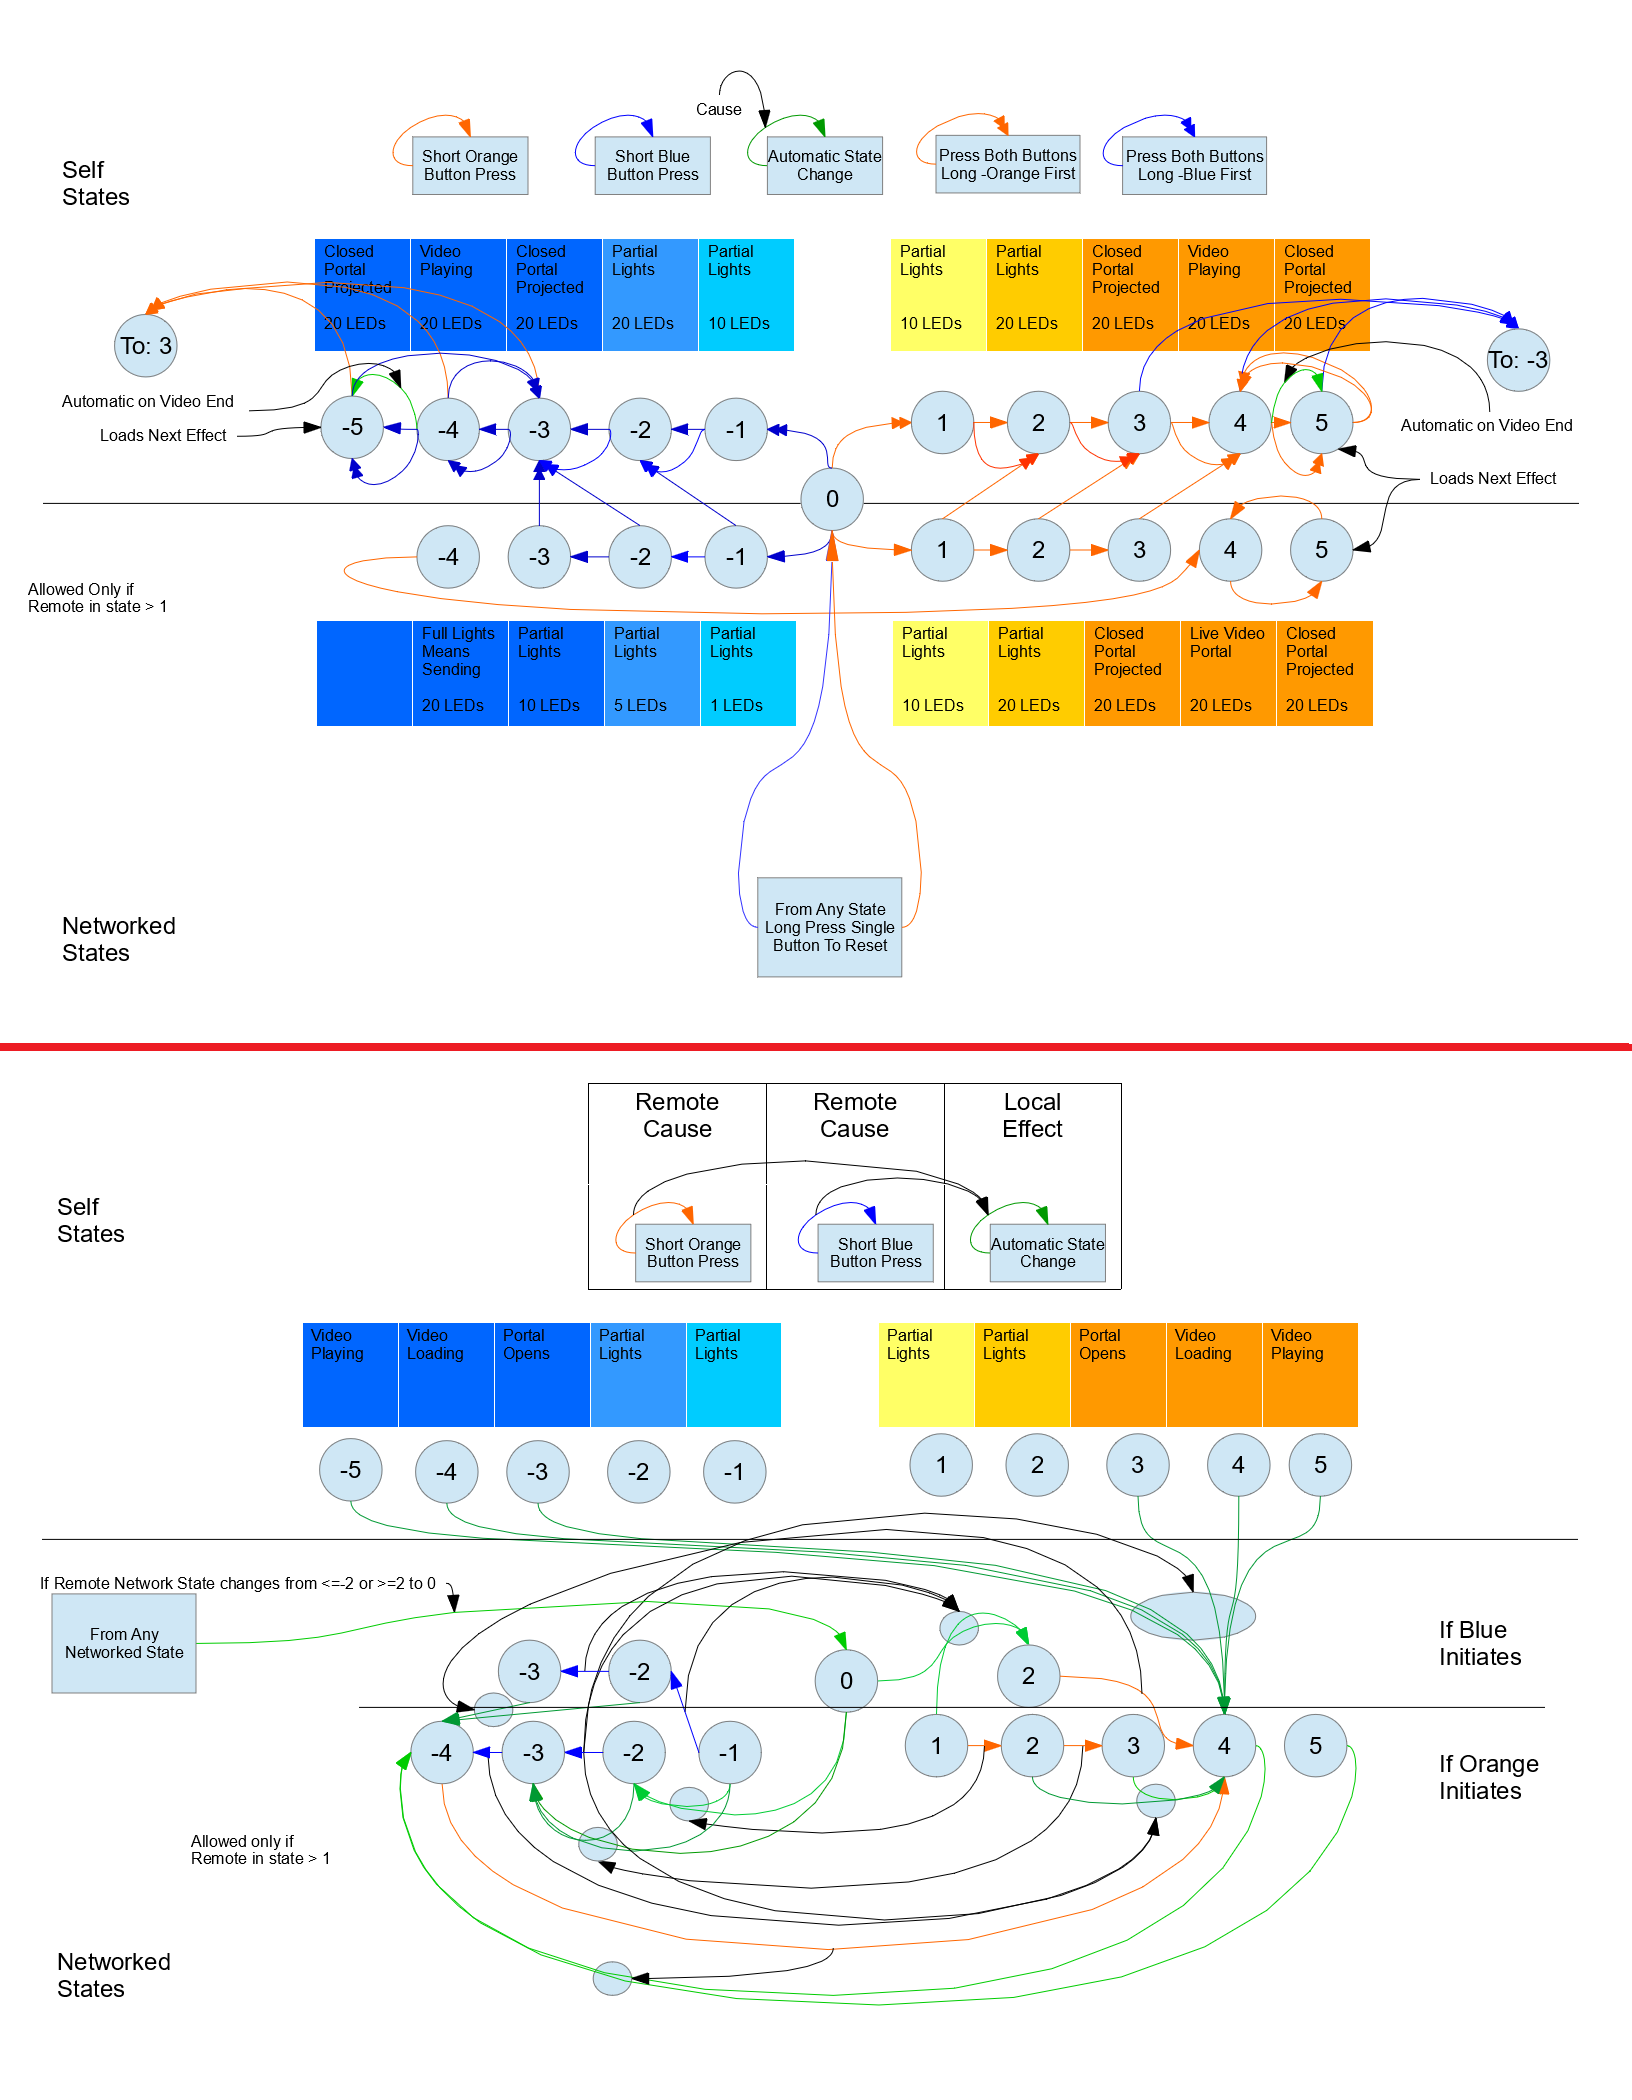 Cause
Short Orange
Button Press
Short Blue
Button Press
Automatic State
Change
Press Both Buttons
Long -Orange First
Press Both Buttons
Long -Blue First
Self
States
Closed
Portal
Projected
20 LEDs
Video
Playing
20 LEDs
Closed
Portal
Projected
20 LEDs
Partial
Lights
20 LEDs
Partial
Lights
10 LEDs
Partial
Lights
10 LEDs
Partial
Lights
20 LEDs
Closed
Portal
Projected
20 LEDs
Video
Playing
20 LEDs
Closed
Portal
Projected
20 LEDs
To: 3
To: -3
Automatic on Video End
Loads Next Effect
-5
-4
-3
-2
-1
0
1
2
3
4
5
Automatic on Video End
Loads Next Effect
-4
-3
-2
-1
1
2
3
4
5
Allowed Only if
Remote in state > 1
Full Lights
Means
Sending
20 LEDs
Partial
Lights
10 LEDs
Partial
Lights
5 LEDs
Partial
Lights
1 LEDs
Partial
Lights
10 LEDs
Partial
Lights
20 LEDs
Closed
Portal
Projected
20 LEDs
Live Video
Portal
20 LEDs
Closed
Portal
Projected
20 LEDs
From Any State
Long Press Single
Button To Reset
Networked
States
Remote
Cause
Remote
Cause
Local
Effect
Short Orange
Button Press
Short Blue
Button Press
Automatic State
Change
Self
States
Video
Playing
Video
Loading
Portal
Opens
Partial
Lights
Partial
Lights
Partial
Lights
Partial
Lights
Portal
Opens
Video
Loading
Video
Playing
-5
-4
-3
-2
-1
1
2
3
4
5
If Remote Network State changes from <=-2 or >=2 to 0
From Any
Networked State
If Blue
Initiates
-3
-2
0
2
-4
-3
-2
-1
1
2
3
4
5
If Orange
Initiates
Allowed only if
Remote in state > 1
Networked
States